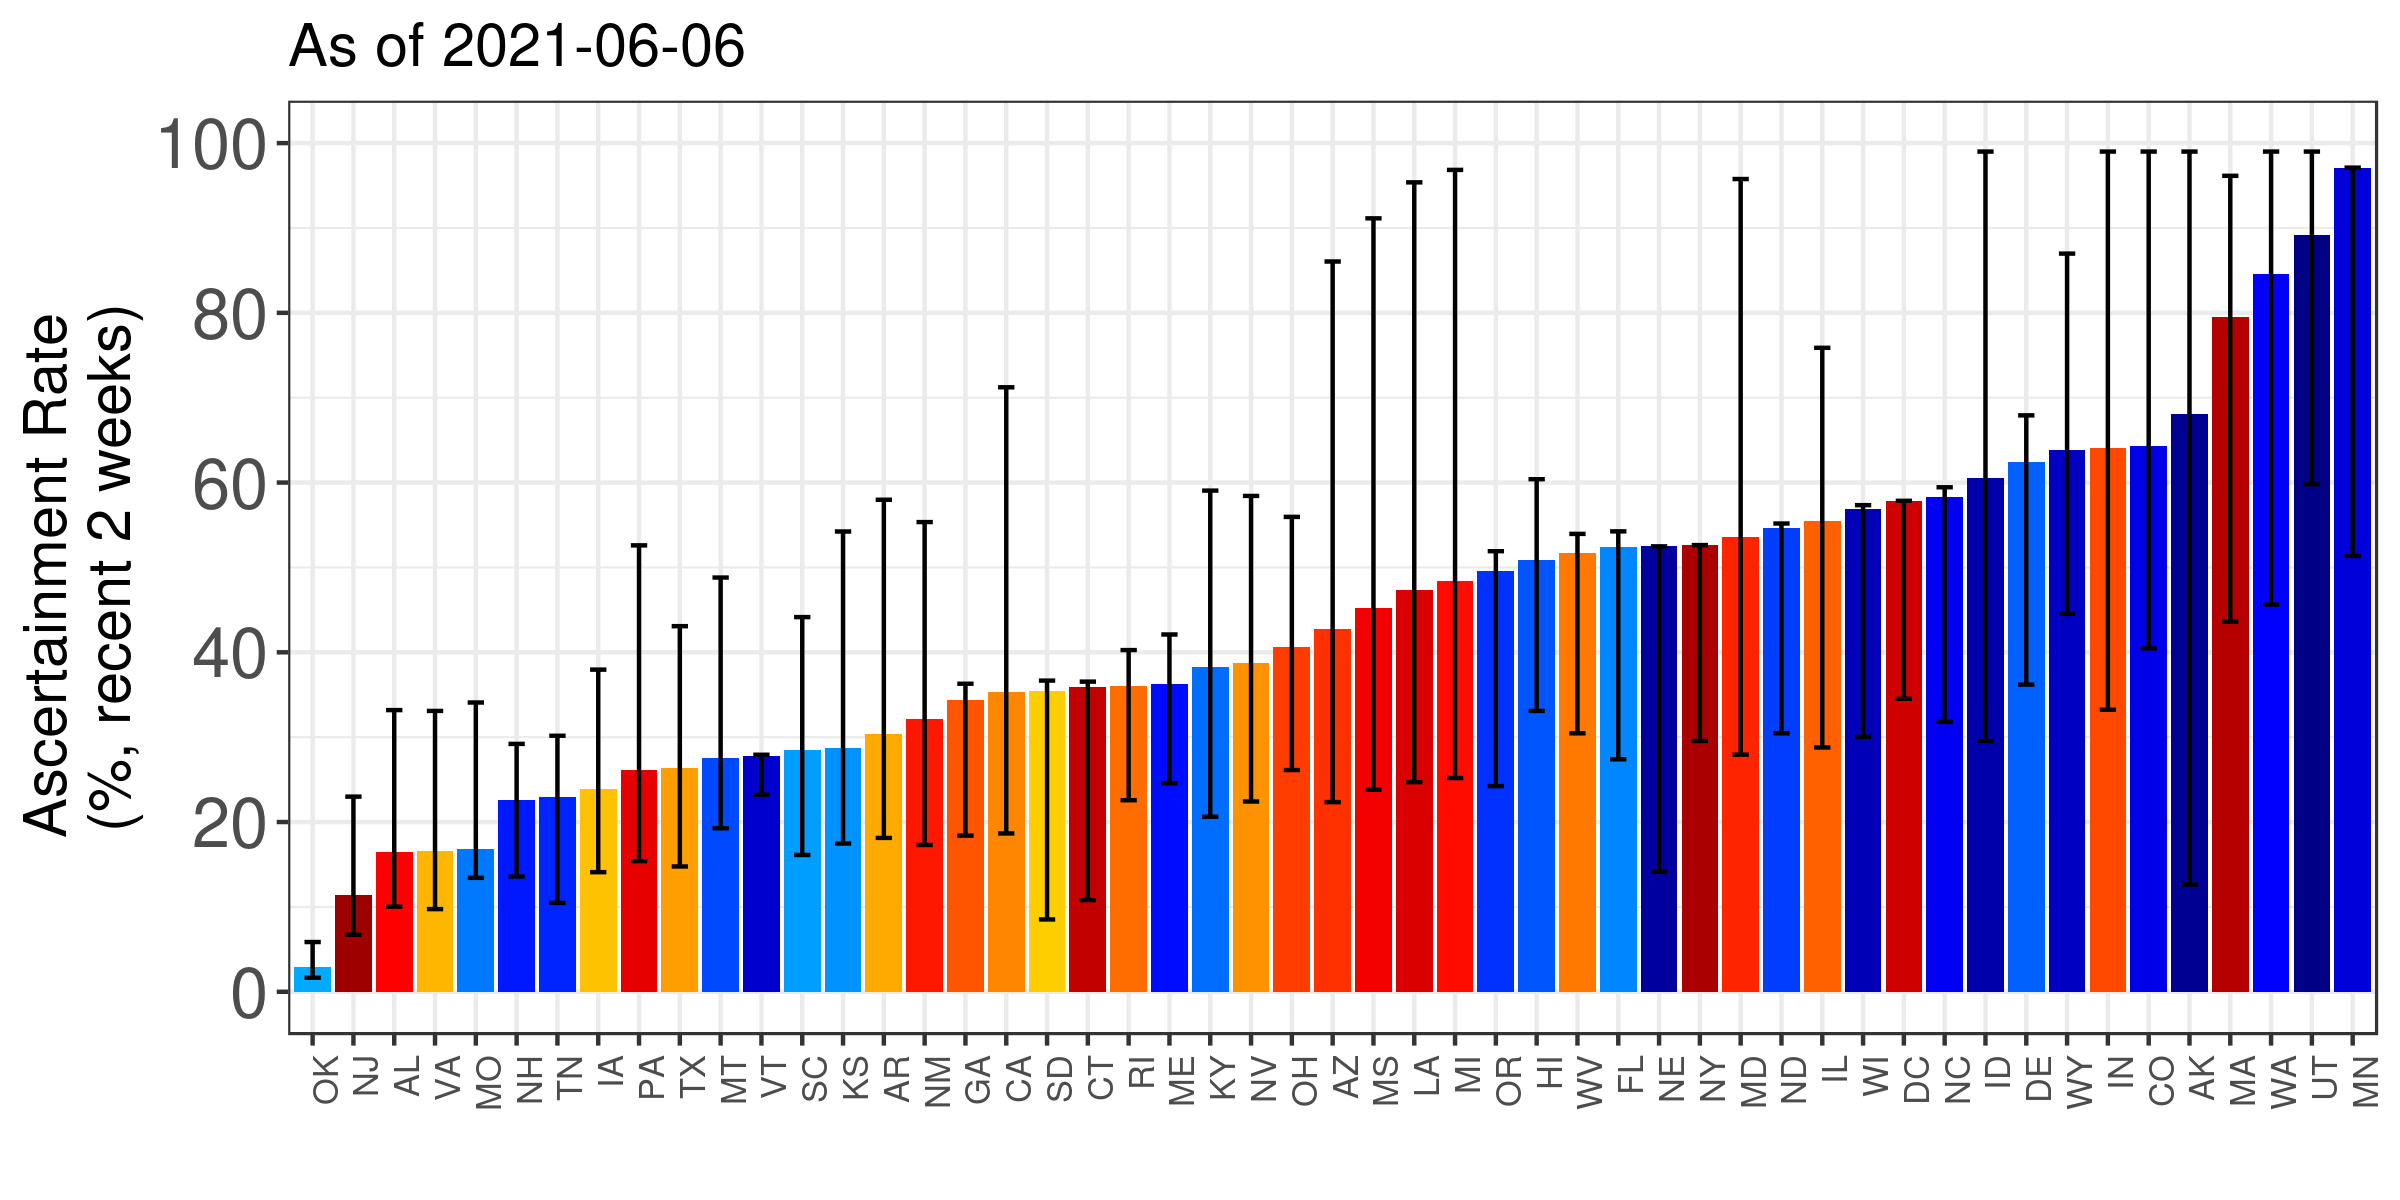 As of 2021-06-06
Ascertainment Rate
(%, recent 2 weeks)
100
80
60
40
20
0
OK NJ AL VA MO NH TN IA PA TX MT VT SC KS AR NM GA CA SD CT RI ME KY NV OH AZ MS LA MI OR HI WV FL NE NY MD ND IL WI DC NC ID DE WY IN CO AK MA WA UT MN